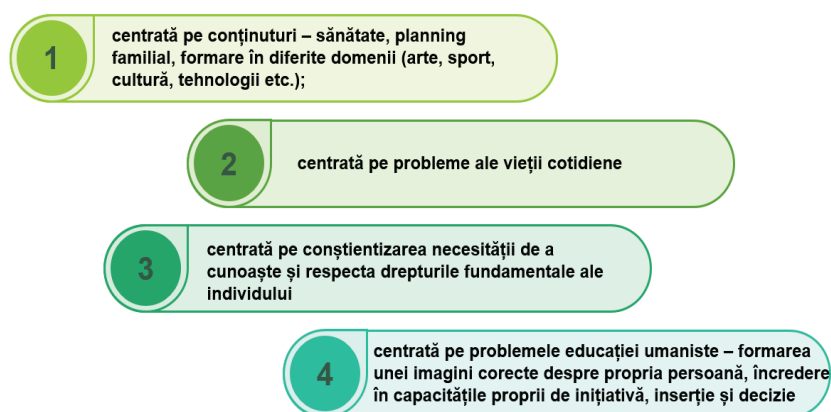 1
centrată pe conținuturi – sănătate, planning
familial, formare în diferite domenii (arte, sport,
cultură, tehnologii etc.);
2
centrată pe probleme ale vieții cotidiene
3
centrată pe conștientizarea necesității de a
cunoaște și respecta drepturile fundamentale ale
individului
4
centrată pe problemele educației umaniste – formarea
unei imagini corecte despre propria persoană, încredere
în capacitățile proprii de inițiativă, inserție și decizie